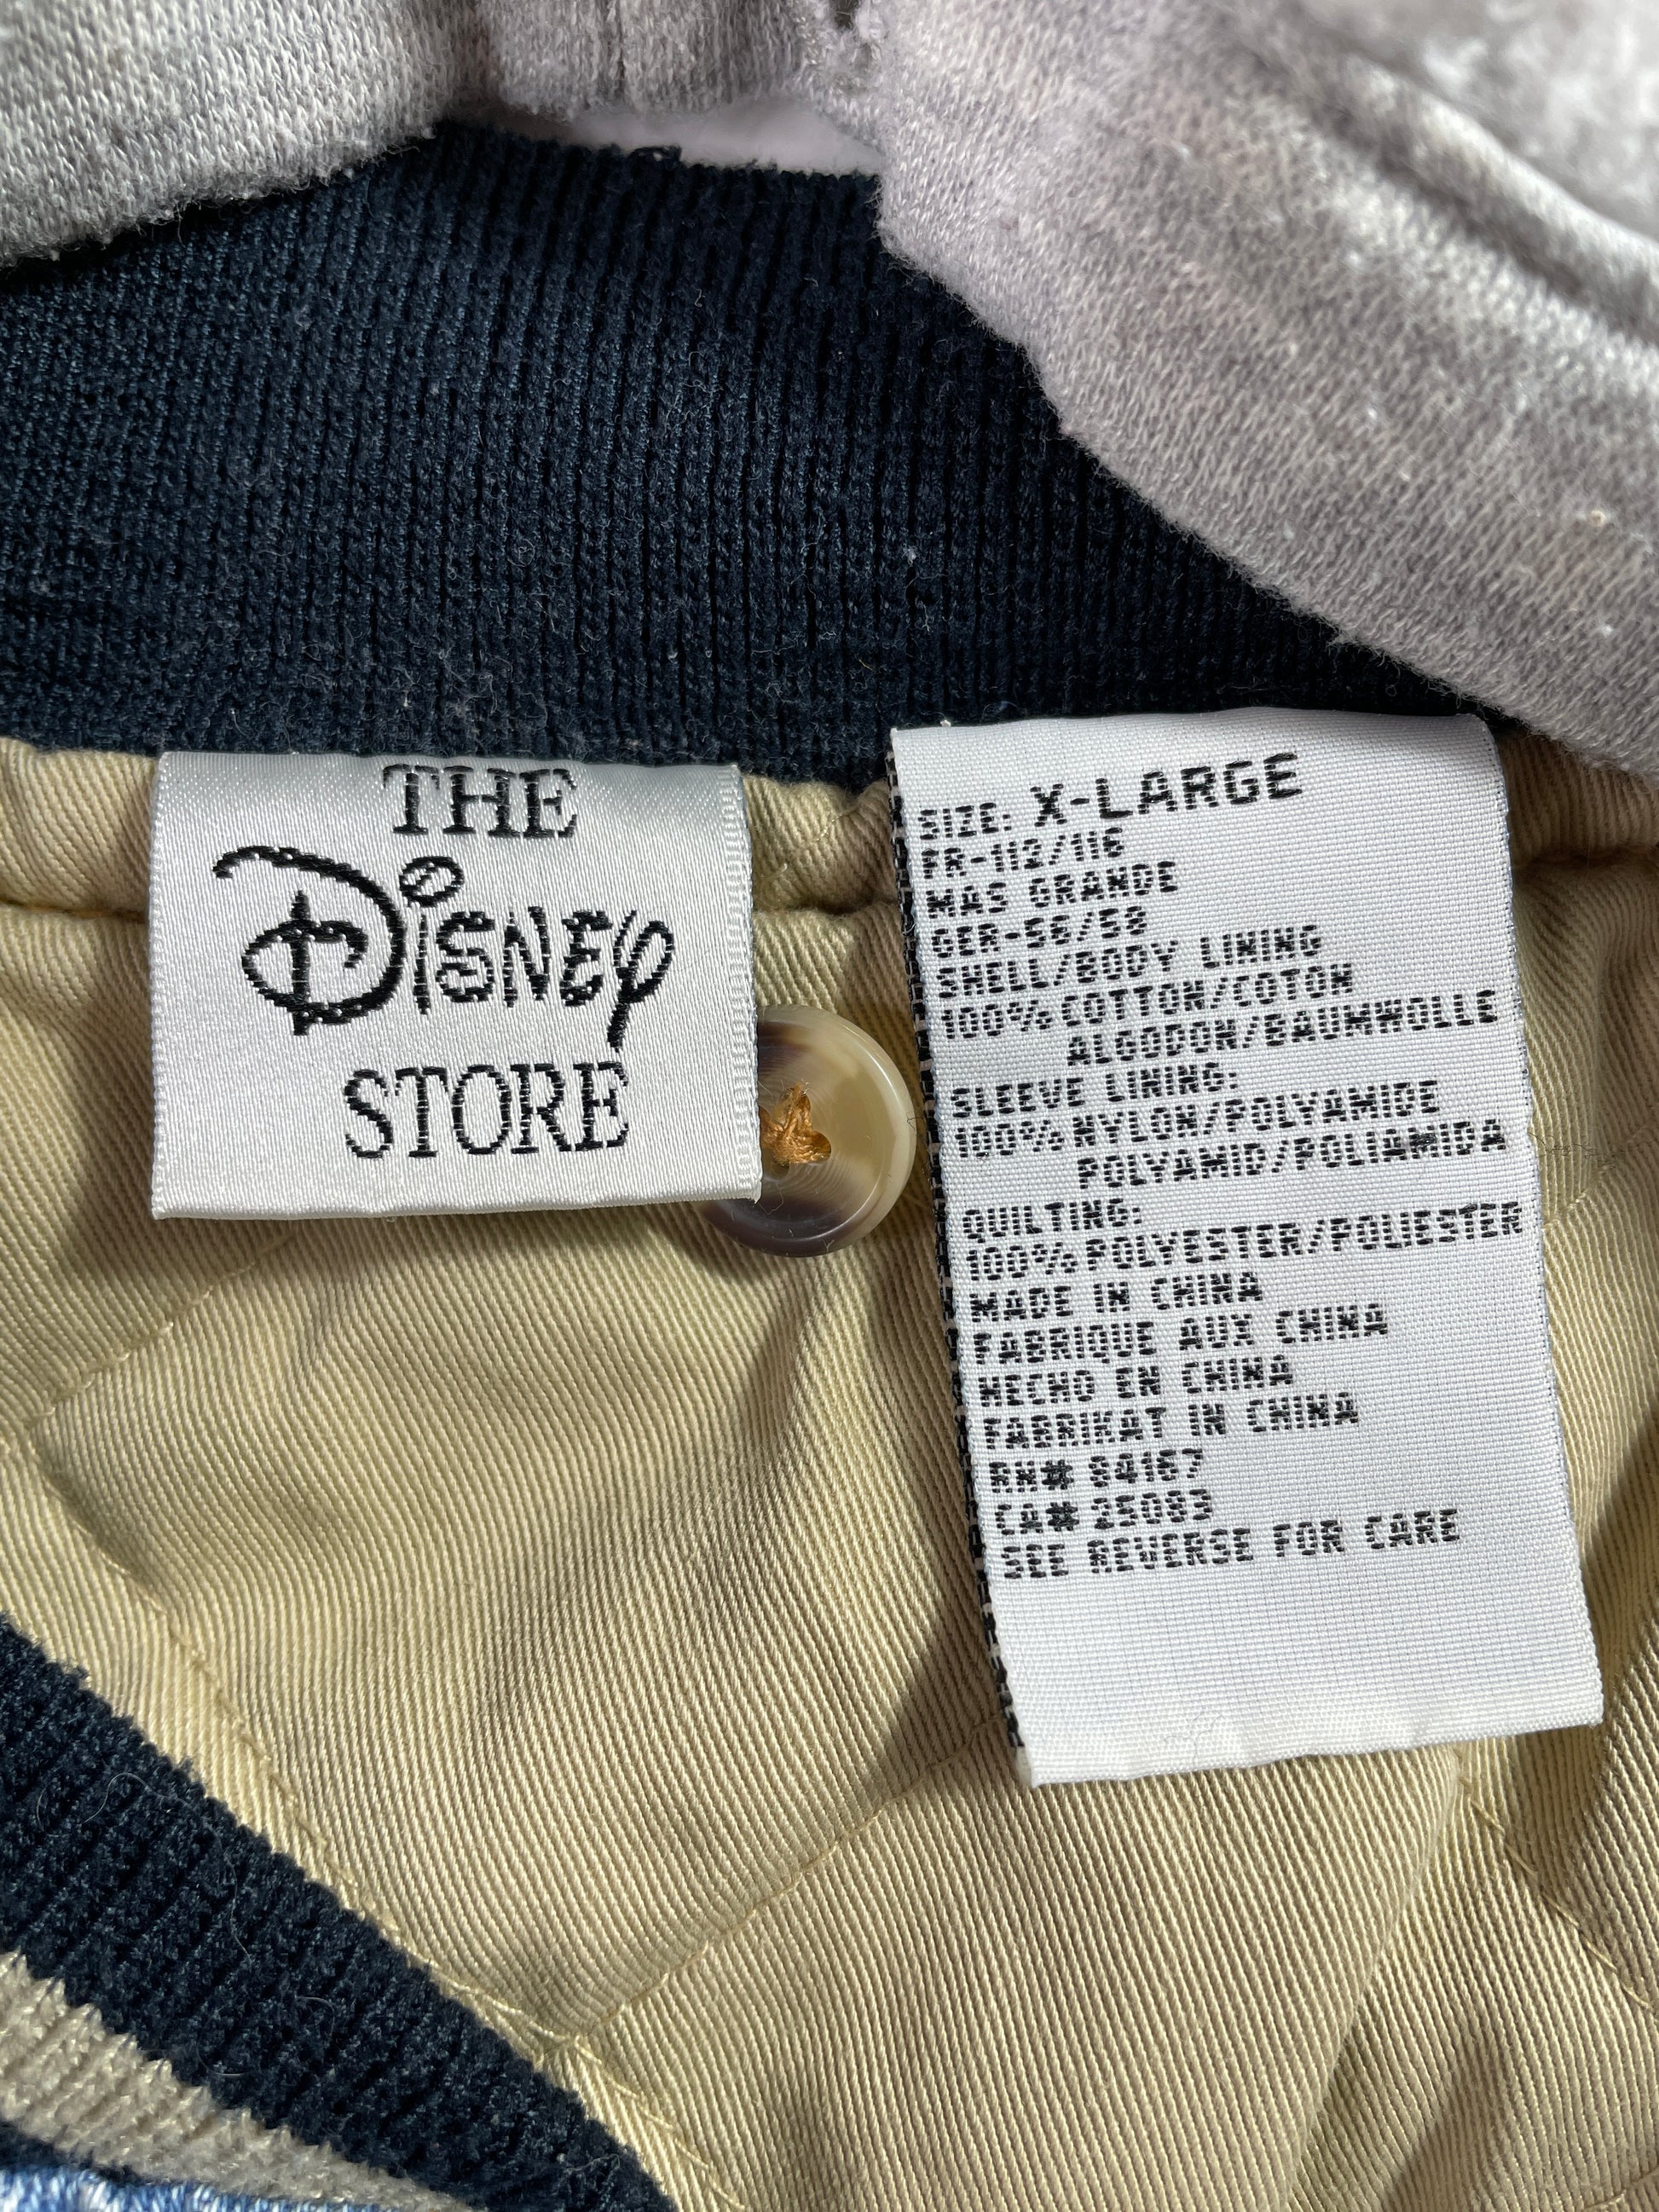 THE
Disney
STORE
SIZE: X-LARGE
FR-112/116
MAS GRANDE
GER-56/58
SHELL/BODY LINING
100% COTTON/COTON
ALGODON/BAUMWOLLE
SLEEVE LINING:
100% NYLON/POLYAMIDE
POLYAMID/POLIAMIDA
QUILTING:
100% POLYESTER/POLIESTER
MADE IN CHINA
FABRIQUE AUX CHINA
HECHO EN CHINA
FABRIKAT IN CHINA
RN# 94167
CA# 25083
SEE REVERSE FOR CARE